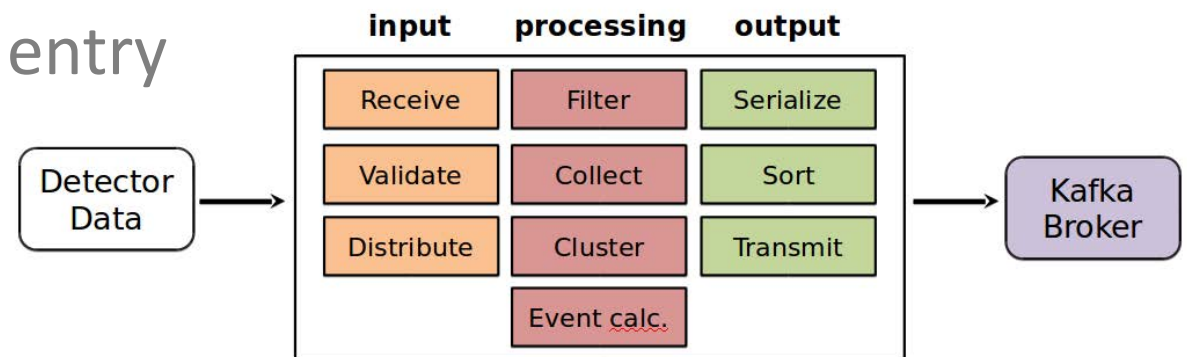 entry
input processing output
Receive Filter Serialize
Detector
Data
Validate Collect Sort
Kafka
Broker
Distribute Cluster Transmit
Event calc.